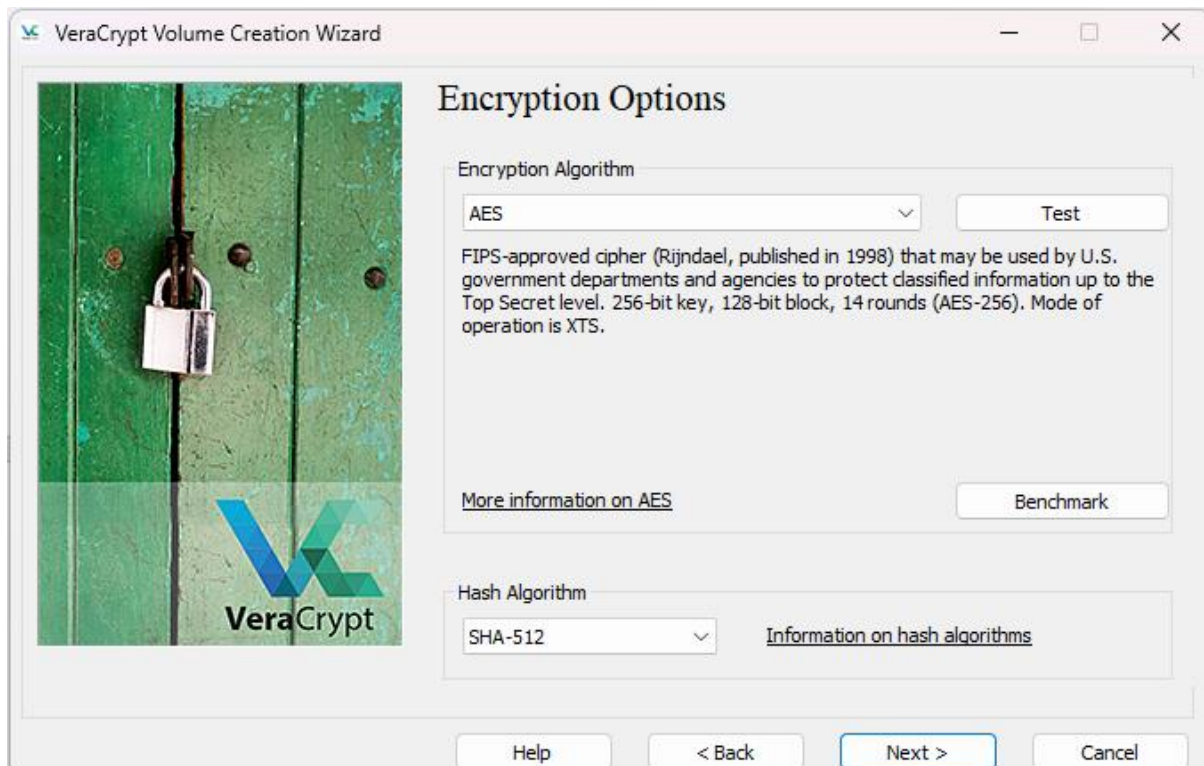 VeraCrypt Volume Creation Wizard
Encryption Options
Encryption Algorithm
AES
Test
FIPS-approved cipher (Rijndael, published in 1998) that may be used by U.S.
government departments and agencies to protect classified information up to the
Top Secret level. 256-bit key, 128-bit block, 14 rounds (AES-256). Mode of
operation is XTS.
More information on AES
Benchmark
VeraCrypt
Hash Algorithm
SHA-512
Information on hash algorithms
Help
< Back
Next >
Cancel